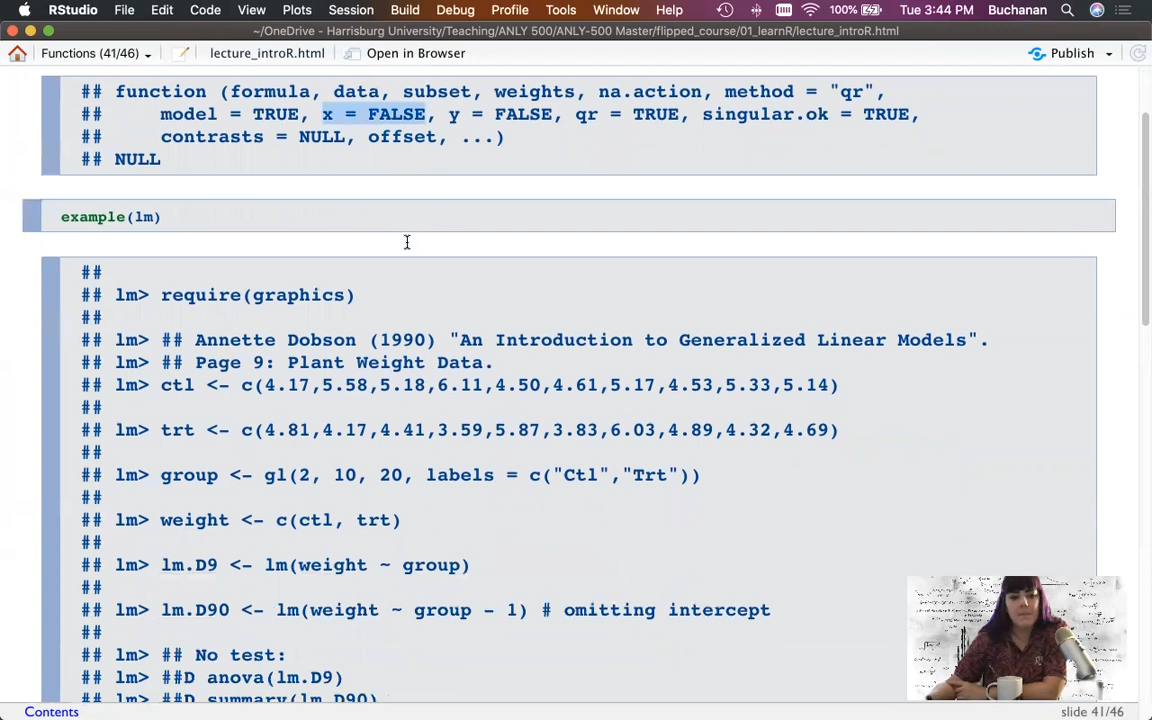 RStudio File Edit Code View Plots Session Build Debug Profile Tools Window Help 100% Tue 3:44 PM Buchanan
~/OneDrive - Harrisburg University/Teaching/ANLY 500/ANLY-500 Master/flipped_course/01_learnR/lecture_introR.html
Functions (41/46) lecture_introR.html Open in Browser Publish
## function (formula, data, subset, weights, na.action, method = "qr",
## model = TRUE, x = FALSE, y = FALSE, qr = TRUE, singular.ok = TRUE,
## contrasts = NULL, offset, ...)
## NULL
example(lm)
##
## lm> require(graphics)
##
## lm> ## Annette Dobson (1990) "An Introduction to Generalized Linear Models".
## lm> ## Page 9: Plant Weight Data.
## lm> ctl <- c(4.17,5.58,5.18,6.11,4.50,4.61,5.17,4.53,5.33,5.14)
##
## lm> trt <- c(4.81,4.17,4.41,3.59,5.87,3.83,6.03,4.89,4.32,4.69)
##
## lm> group <- gl(2, 10, 20, labels = c("Ctl","Trt"))
##
## lm> weight <- c(ctl, trt)
##
## lm> lm.D9 <- lm(weight ~ group)
##
## lm> lm.D90 <- lm(weight ~ group - 1) # omitting intercept
##
## lm> ## No test:
## lm> ##D anova(lm.D9)
## lm> ##D summary(lm.D90)
Contents slide 41/46